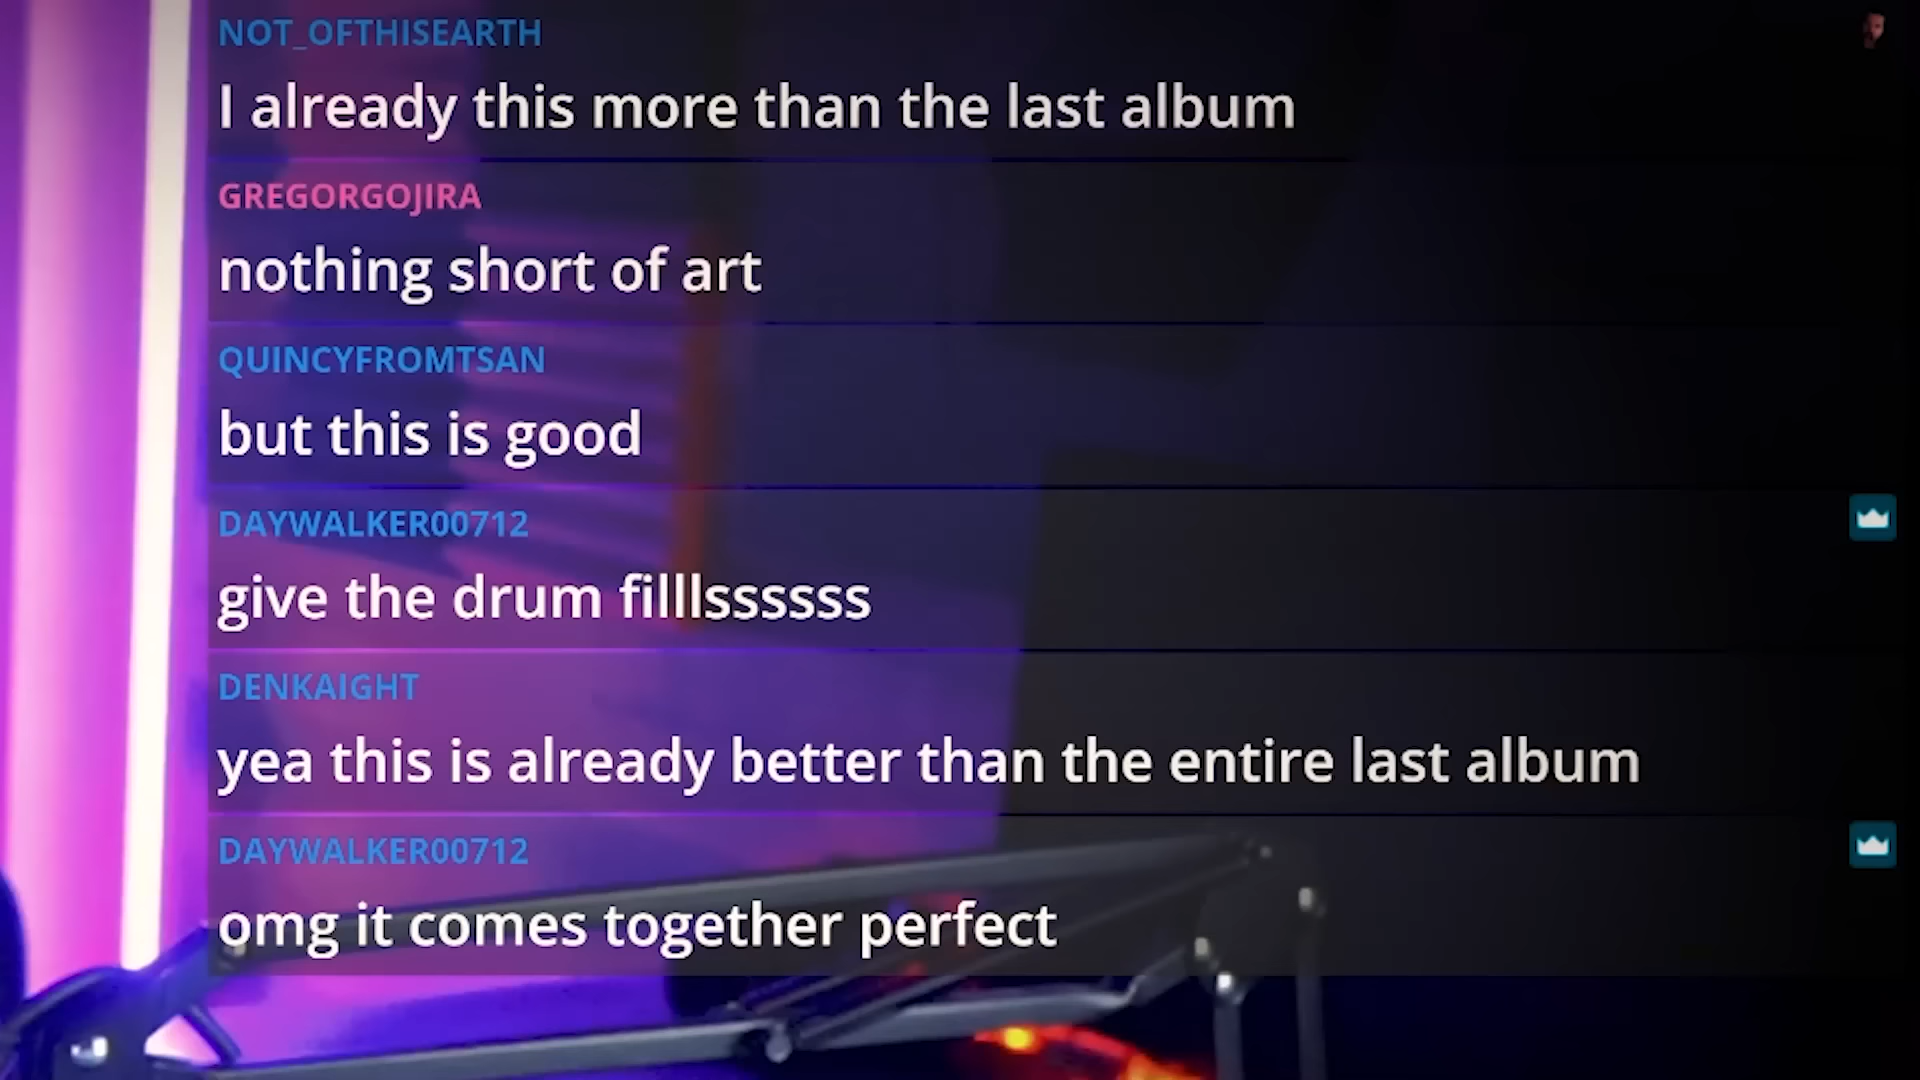 NOT_OFTHISEARTH
I already this more than the last album
GREGORGOJIRA
nothing short of art
QUINCYFROMTSAN
but this is good
DAYWALKER00712
give the drum filllssssss
DENKAIGHT
yea this is already better than the entire last album
DAYWALKER00712
omg it comes together perfect